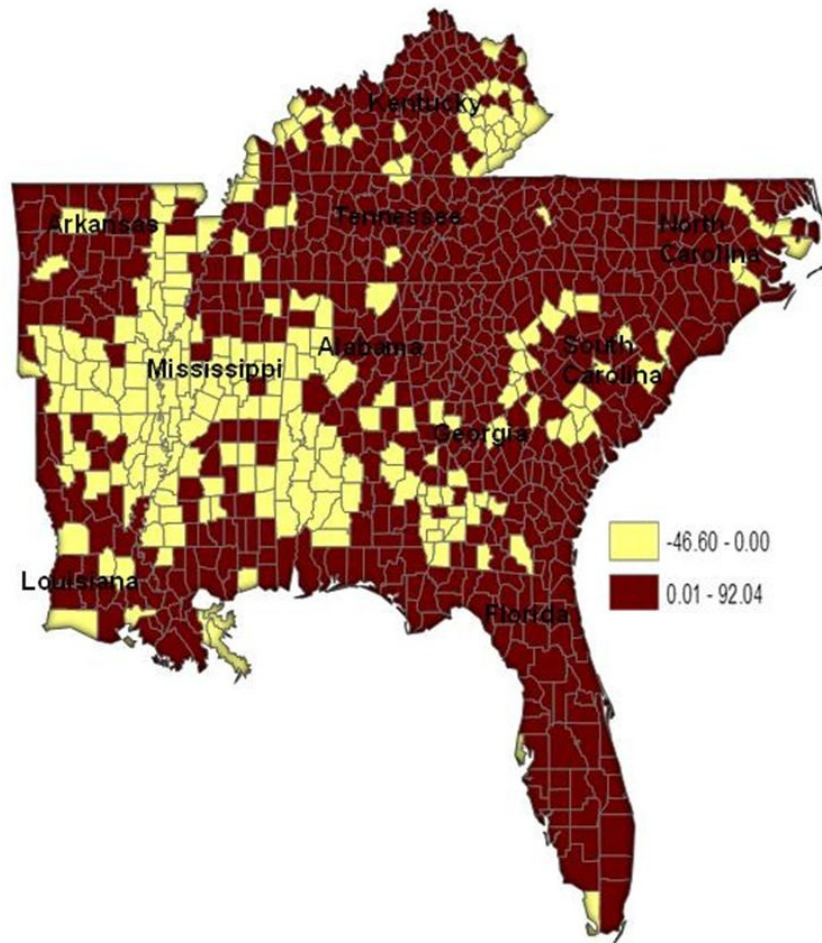 Kentucky
Arkansas
Tennessee
North
Carolina
Mississippi
Alabama
South
Carolina
Georgia
-46.60 - 0.00
0.01 - 92.04
Louisiana
Florida